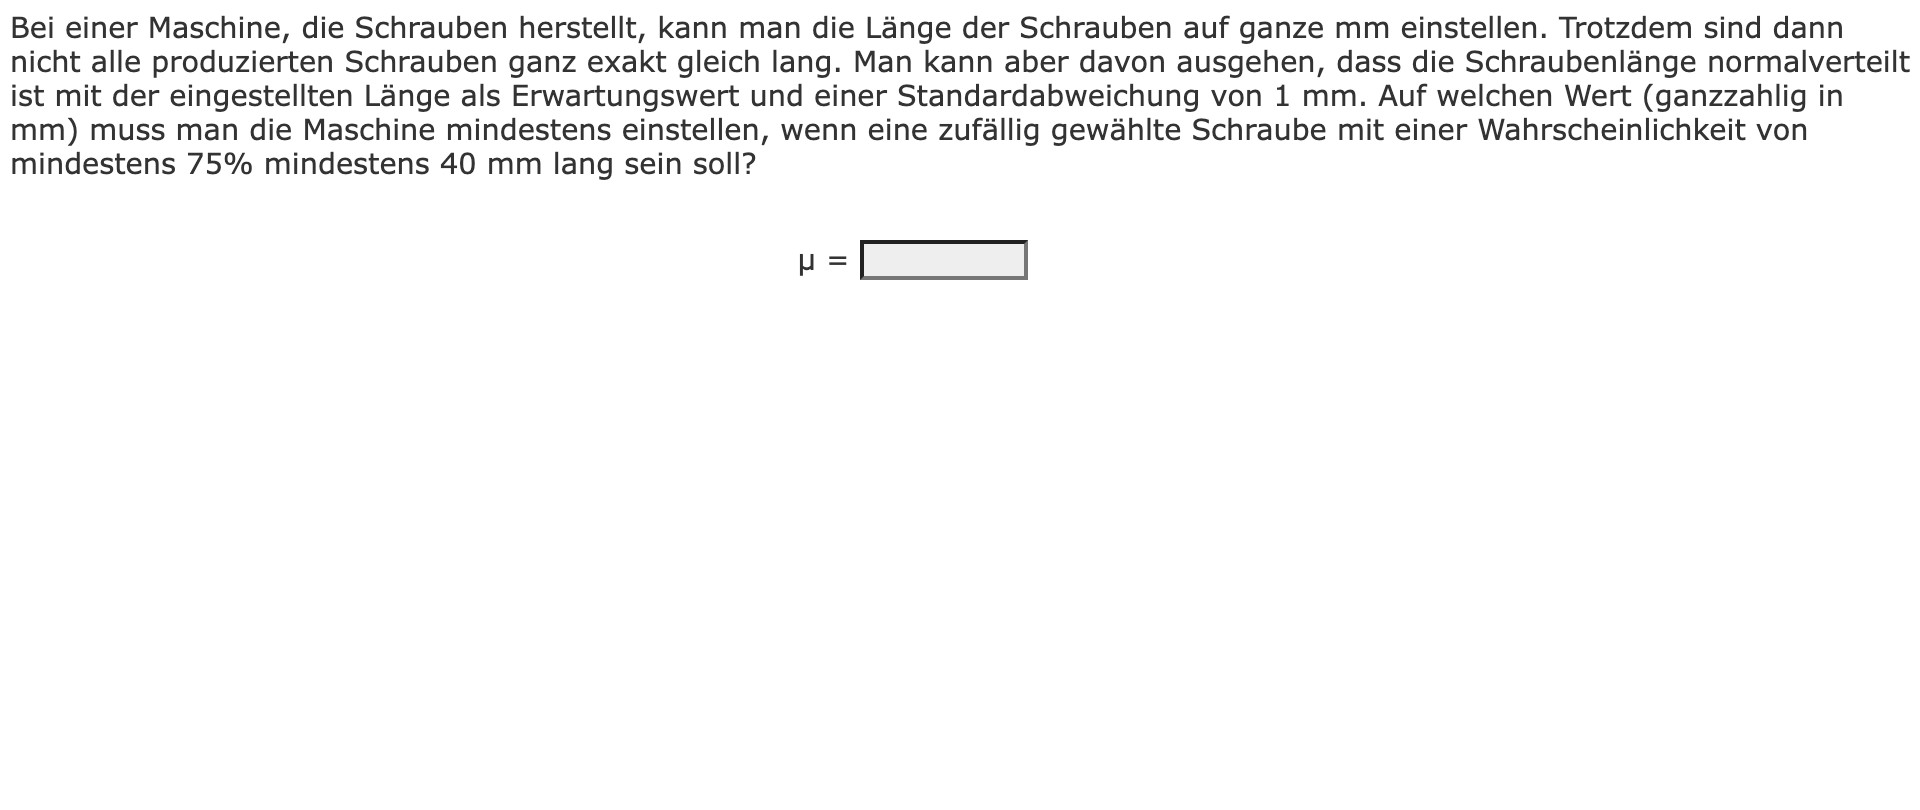 Bei einer Maschine, die Schrauben herstellt, kann man die Länge der Schrauben auf ganze mm einstellen. Trotzdem sind dann
nicht alle produzierten Schrauben ganz exakt gleich lang. Man kann aber davon ausgehen, dass die Schraubenlänge normalverteilt
ist mit der eingestellten Länge als Erwartungswert und einer Standardabweichung von 1 mm. Auf welchen Wert (ganzzahlig in
mm) muss man die Maschine mindestens einstellen, wenn eine zufällig gewählte Schraube mit einer Wahrscheinlichkeit von
mindestens 75% mindestens 40 mm lang sein soll?
μ =